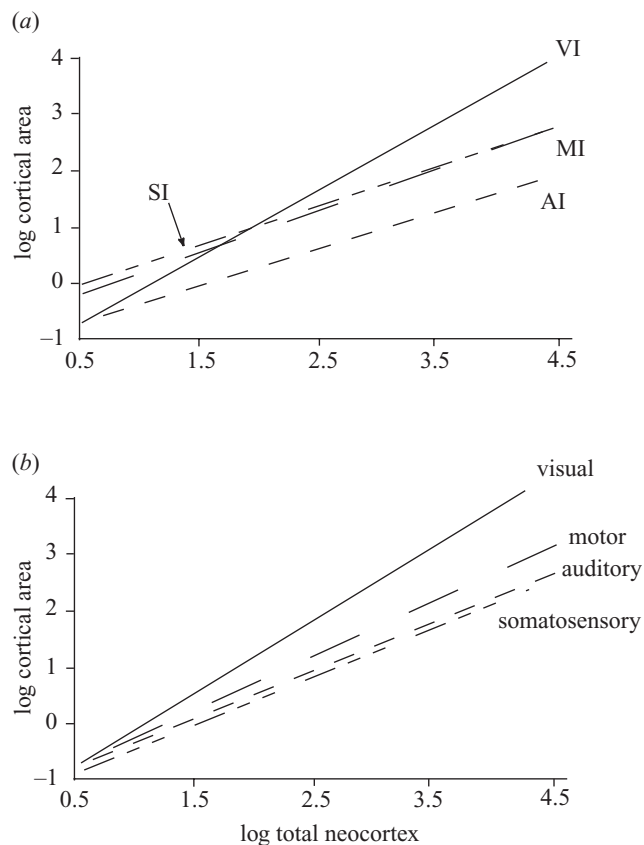 (a)
4
3
2
1
0
–1
log cortical area
VI
MI
AI
SI
0.5 1.5 2.5 3.5 4.5
(b)
4
3
2
1
0
–1
log cortical area
visual
motor
auditory
somatosensory
0.5 1.5 2.5 3.5 4.5
log total neocortex